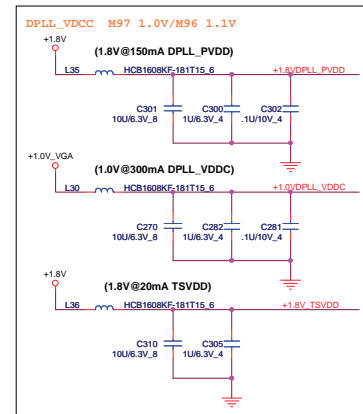 DPLL_VDCC M97 1.0V/M96 1.1V
+1.8V
(1.8V@150mA DPLL_PVDD)
L35 HCB1608KF-181T15_6 +1.8VDPLL_PVDD
C301 C300 C302
10U/6.3V_8 1U/6.3V_4 .1U/10V_4
+1.0V_VGA
(1.0V@300mA DPLL_VDDC)
L30 HCB1608KF-181T15_6 +1.0VDPLL_VDDC
C270 C282 C281
10U/6.3V_8 1U/6.3V_4 .1U/10V_4
+1.8V
(1.8V@20mA TSVDD)
L36 HCB1608KF-181T15_6 +1.8V_TSVDD
C310 C305
10U/6.3V_8 1U/6.3V_4